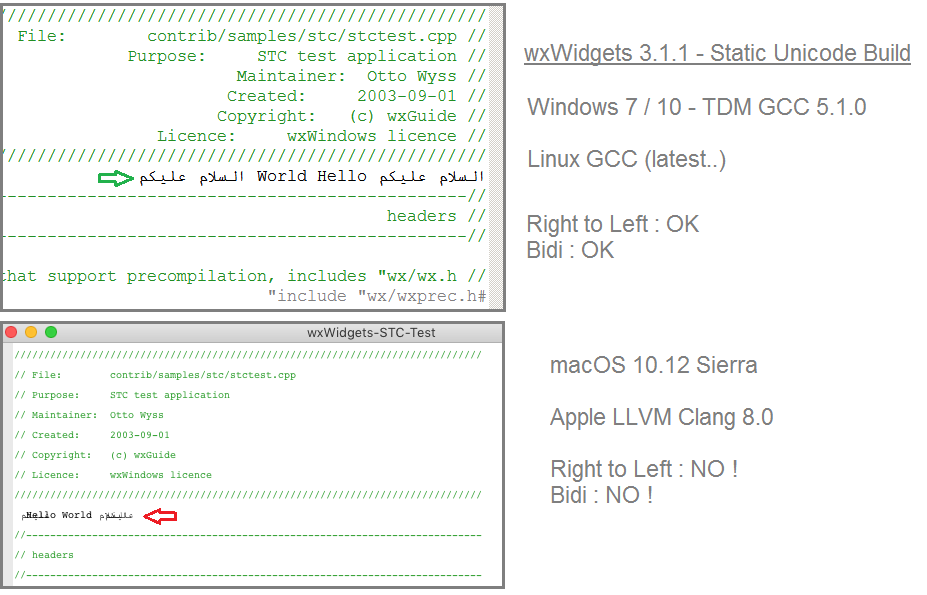 ////////////////////////////////////////////////
File: contrib/samples/stc/stctest.cpp //
Purpose: STC test application //
Maintainer: Otto Wyss //
Created: 2003-09-01 //
Copyright: (c) wxGuide //
Licence: wxWindows licence //
////////////////////////////////////////////////
السلام عليكم World Hello السلام عليكم
-----------------------------------------------//
headers //
-----------------------------------------------//
that support precompilation, includes "wx/wx.h //
"include "wx/wxprec.h#
wxWidgets 3.1.1 - Static Unicode Build
Windows 7 / 10 - TDM GCC 5.1.0
Linux GCC (latest..)
Right to Left : OK
Bidi : OK
wxWidgets-STC-Test
//////////////////////////////////////////////////////////////////////////////
// File: contrib/samples/stc/stctest.cpp
// Purpose: STC test application
// Maintainer: Otto Wyss
// Created: 2003-09-01
// Copyright: (c) wxGuide
// Licence: wxWindows licence
//////////////////////////////////////////////////////////////////////////////
Hello World
//----------------------------------------------------------------------------
// headers
//----------------------------------------------------------------------------
macOS 10.12 Sierra
Apple LLVM Clang 8.0
Right to Left : NO !
Bidi : NO !